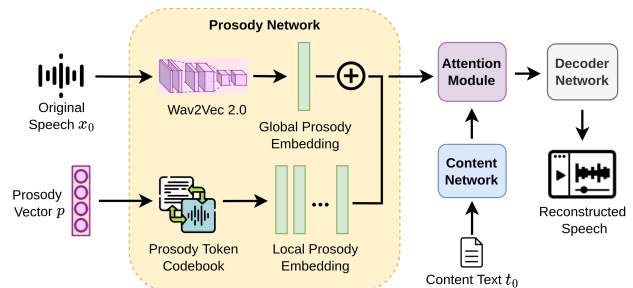 Prosody Network
Original
Speech x₀
Wav2Vec 2.0
Global Prosody
Embedding
Prosody
Vector p
Prosody Token
Codebook
Local Prosody
Embedding
Attention
Module
Decoder
Network
Content
Network
Content Text t₀
Reconstructed
Speech